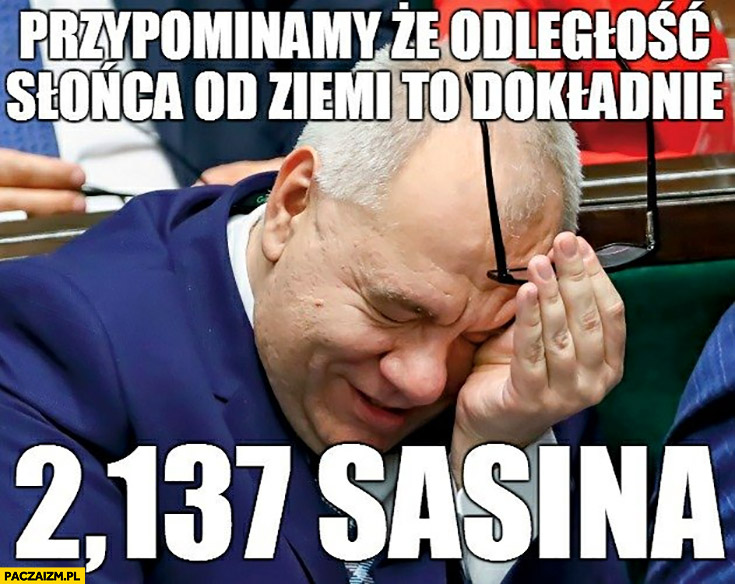 PRZYPOMINAMY ŻE ODLEGŁOŚĆ
SŁOŃCA OD ZIEMI TO DOKŁADNIE
2,137 SASINA
PACZAIZM.PL